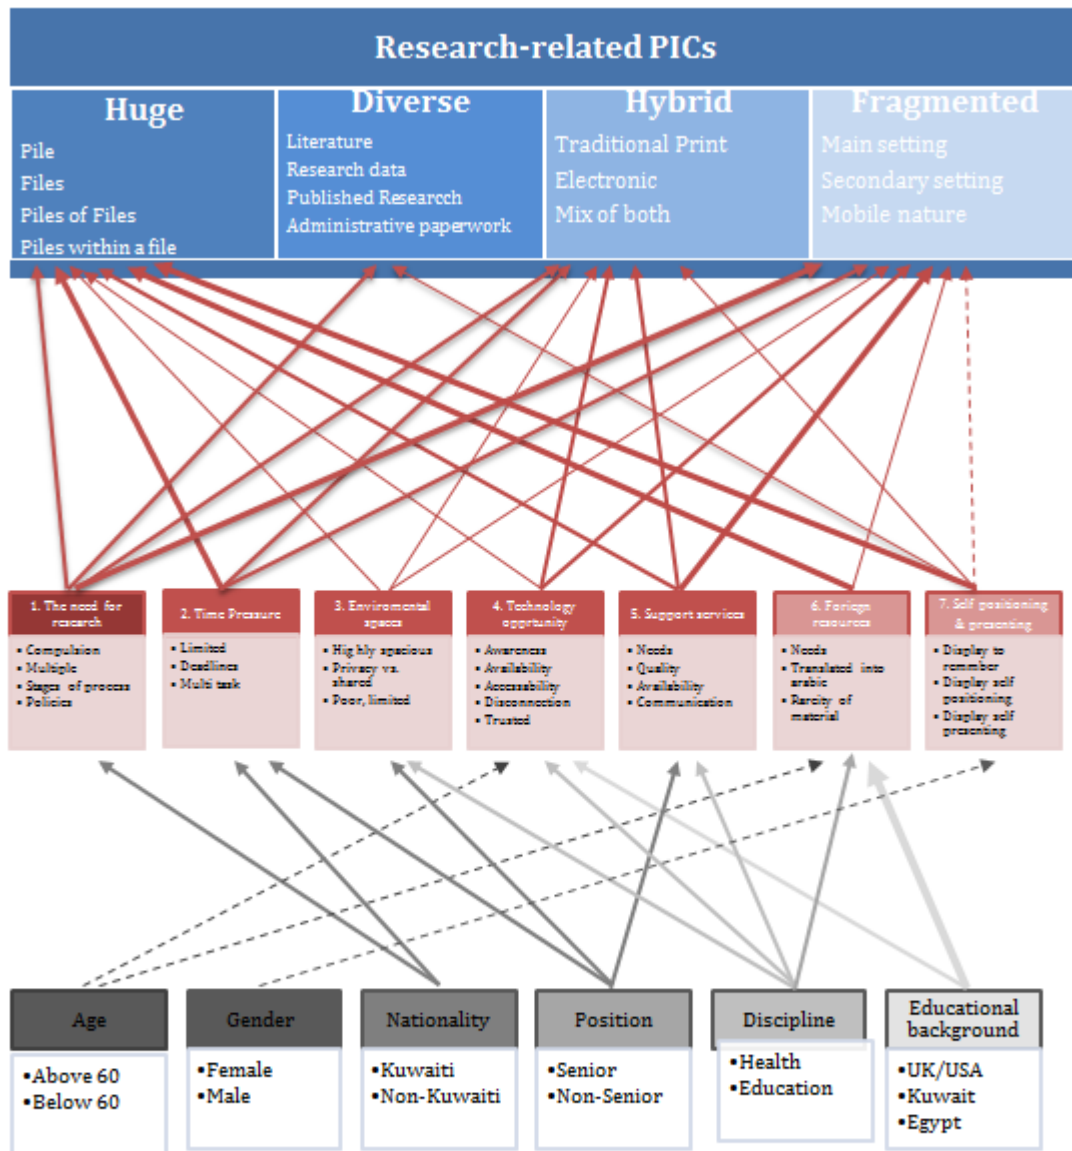 Research-related PICs
Huge
Pile
Files
Piles of Files
Piles within a file
Diverse
Literature
Research data
Published Researcch
Administrative paperwork
Hybrid
Traditional Print
Electronic
Mix of both
Fragmented
Main setting
Secondary setting
Mobile nature
1. The need for
research
▪ Compulsion
▪ Multiple
▪ Stages of process
▪ Policies
2. Time Pressure
▪ Limited
▪ Deadlines
▪ Multi task
3. Enviromental
spaces
▪ Highly spacious
▪ Privacy vs.
shared
▪ Poor, limited
4. Technology
opprtunity
▪ Awareness
▪ Availability
▪ Accessability
▪ Disconnection
▪ Trusted
5. Support services
▪ Needs
▪ Quality
▪ Availability
▪ Communication
6. Foriegn
resources
▪ Needs
▪ Translated into
arabic
▪ Rarcity of
material
7. Self positioning
& presenting
▪ Display to
remmber
▪ Display self
positioning
▪ Display self
presenting
Age
•Above 60
•Below 60
Gender
•Female
•Male
Nationality
•Kuwaiti
•Non-Kuwaiti
Position
•Senior
•Non-Senior
Discipline
•Health
•Education
Educational
background
•UK/USA
•Kuwait
•Egypt